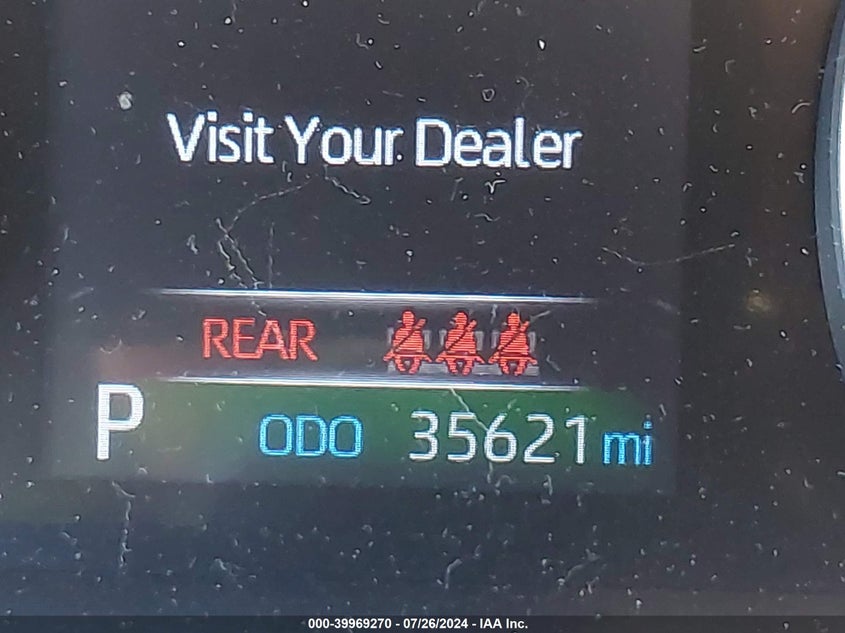 Visit Your Dealer
REAR
P ODO 35621 mi
000-39969270 - 07/26/2024 - IAA Inc.